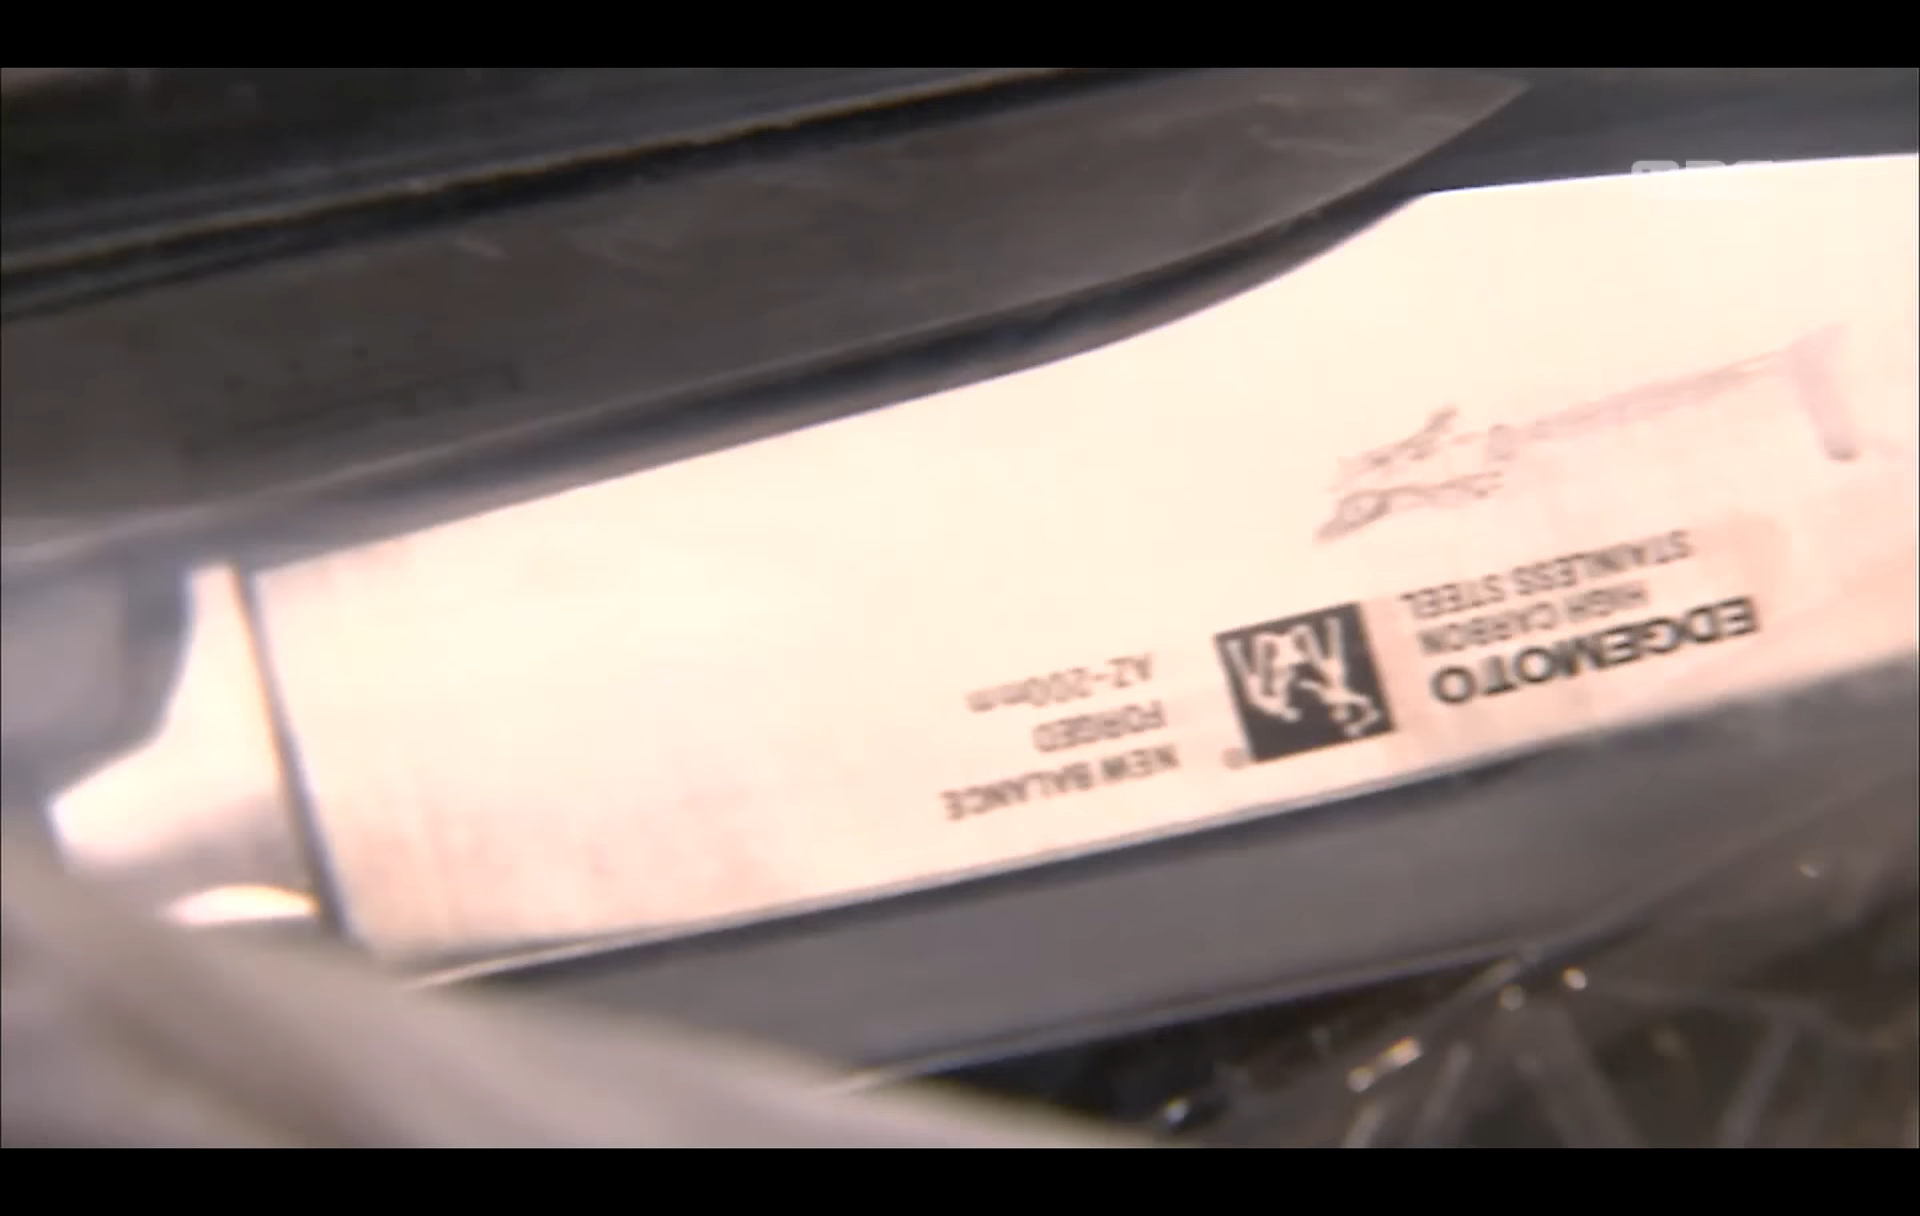 EDGEMOTO
HIGH CARBON
STAINLESS STEEL
NEW BALANCE
FORGED
AZ-200mm